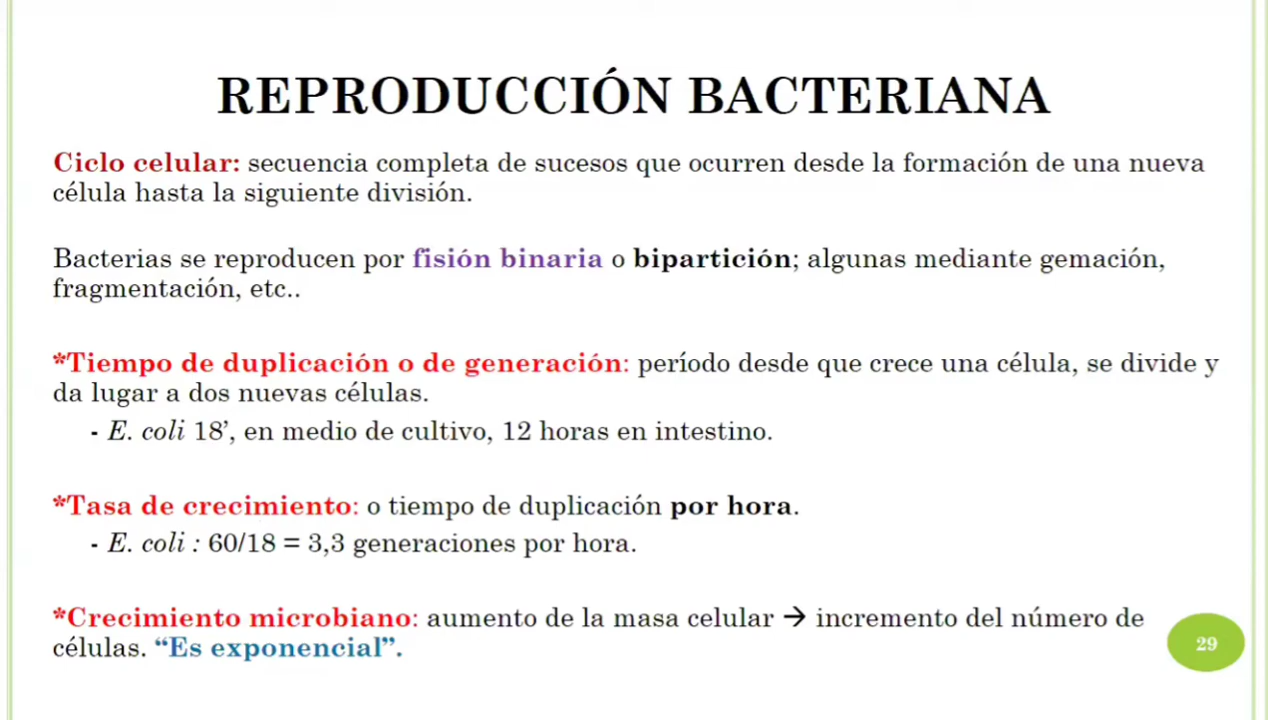 REPRODUCCIÓN BACTERIANA
Ciclo celular: secuencia completa de sucesos que ocurren desde la formación de una nueva
célula hasta la siguiente división.
Bacterias se reproducen por fisión binaria o bipartición; algunas mediante gemación,
fragmentación, etc..
*Tiempo de duplicación o de generación: período desde que crece una célula, se divide y
da lugar a dos nuevas células.
- E. coli 18’, en medio de cultivo, 12 horas en intestino.
*Tasa de crecimiento: o tiempo de duplicación por hora.
- E. coli : 60/18 = 3,3 generaciones por hora.
*Crecimiento microbiano: aumento de la masa celular → incremento del número de
células. “Es exponencial”.
29